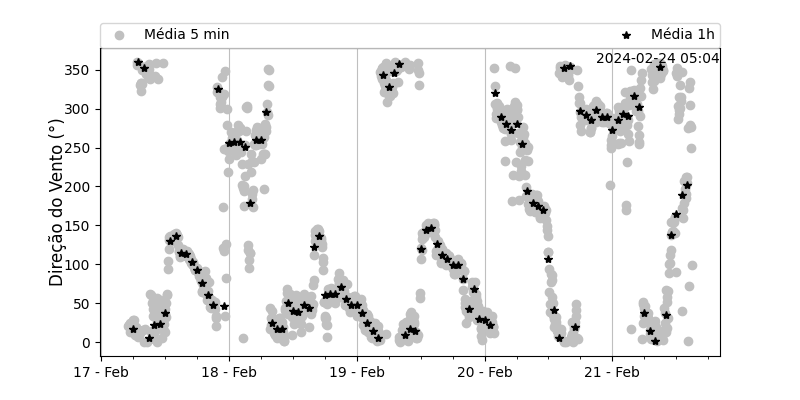 Média 5 min
Média 1h
2024-02-24 05:04
Direção do Vento (°)
350
300
250
200
150
100
50
0
17 - Feb
18 - Feb
19 - Feb
20 - Feb
21 - Feb